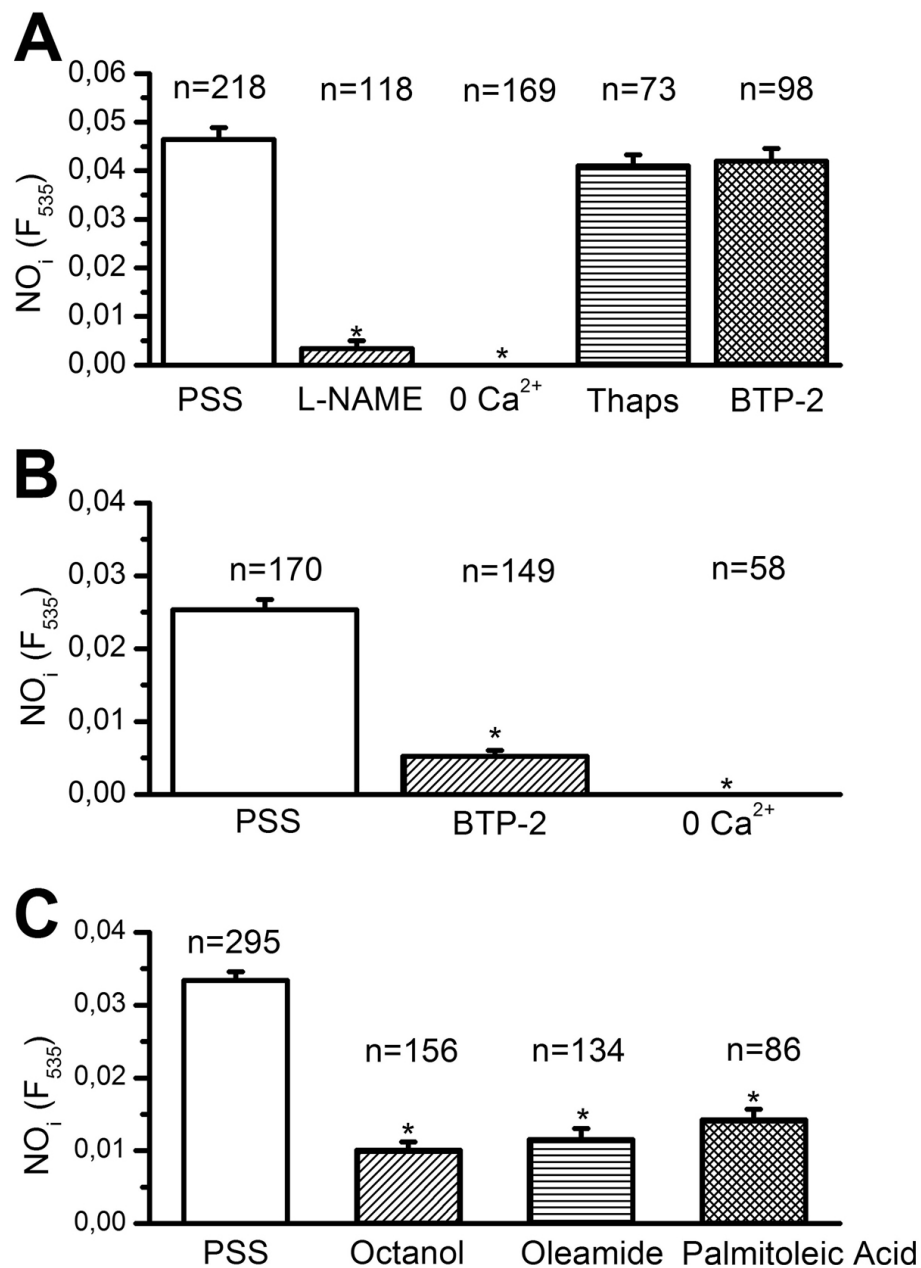 A
0,06
0,05
0,04
0,03
0,02
0,01
0,00
NOi (F535)
n=218 n=118 n=169 n=73 n=98
* *
PSS L-NAME 0 Ca2+ Thaps BTP-2
B
0,04
0,03
0,02
0,01
0,00
NOi (F535)
n=170 n=149 n=58
* *
PSS BTP-2 0 Ca2+
C
0,04
0,03
0,02
0,01
0,00
NOi (F535)
n=295
n=156 n=134 n=86
* * *
PSS Octanol Oleamide Palmitoleic Acid